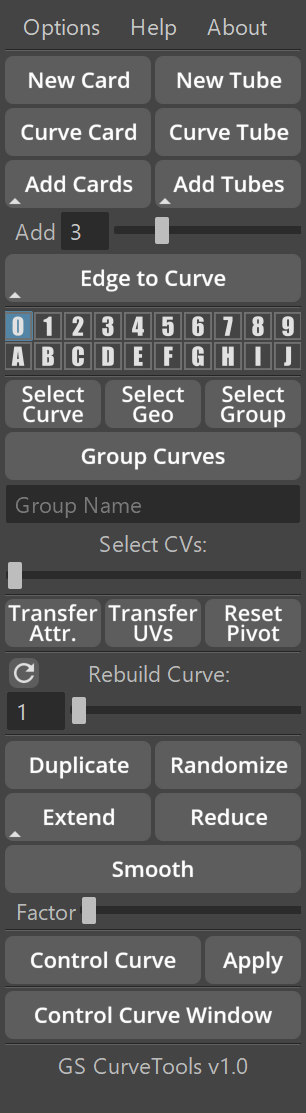 Options Help About
New Card New Tube
Curve Card Curve Tube
Add Cards Add Tubes
Add 3
Edge to Curve
0 1 2 3 4 5 6 7 8 9
A B C D E F G H I J
Select Select Select
Curve Geo Group
Group Curves
Group Name
Select CVs:
Transfer Transfer Reset
Attr. UVs Pivot
Rebuild Curve:
1
Duplicate Randomize
Extend Reduce
Smooth
Factor
Control Curve Apply
Control Curve Window
GS CurveTools v1.0